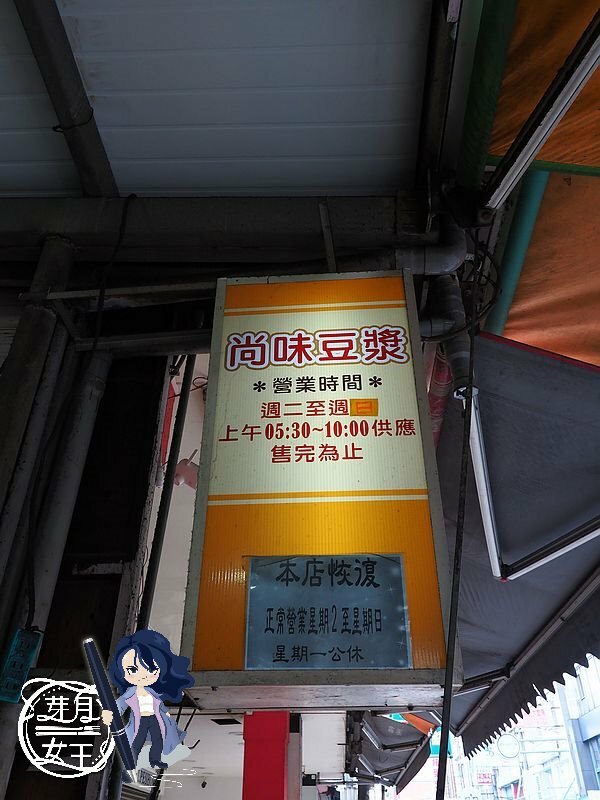 尚味豆漿
*營業時間*
週二至週日
上午05:30~10:00供應
售完為止
本店恢復
正常營業星期2至星期日
星期一公休
芽月
女王